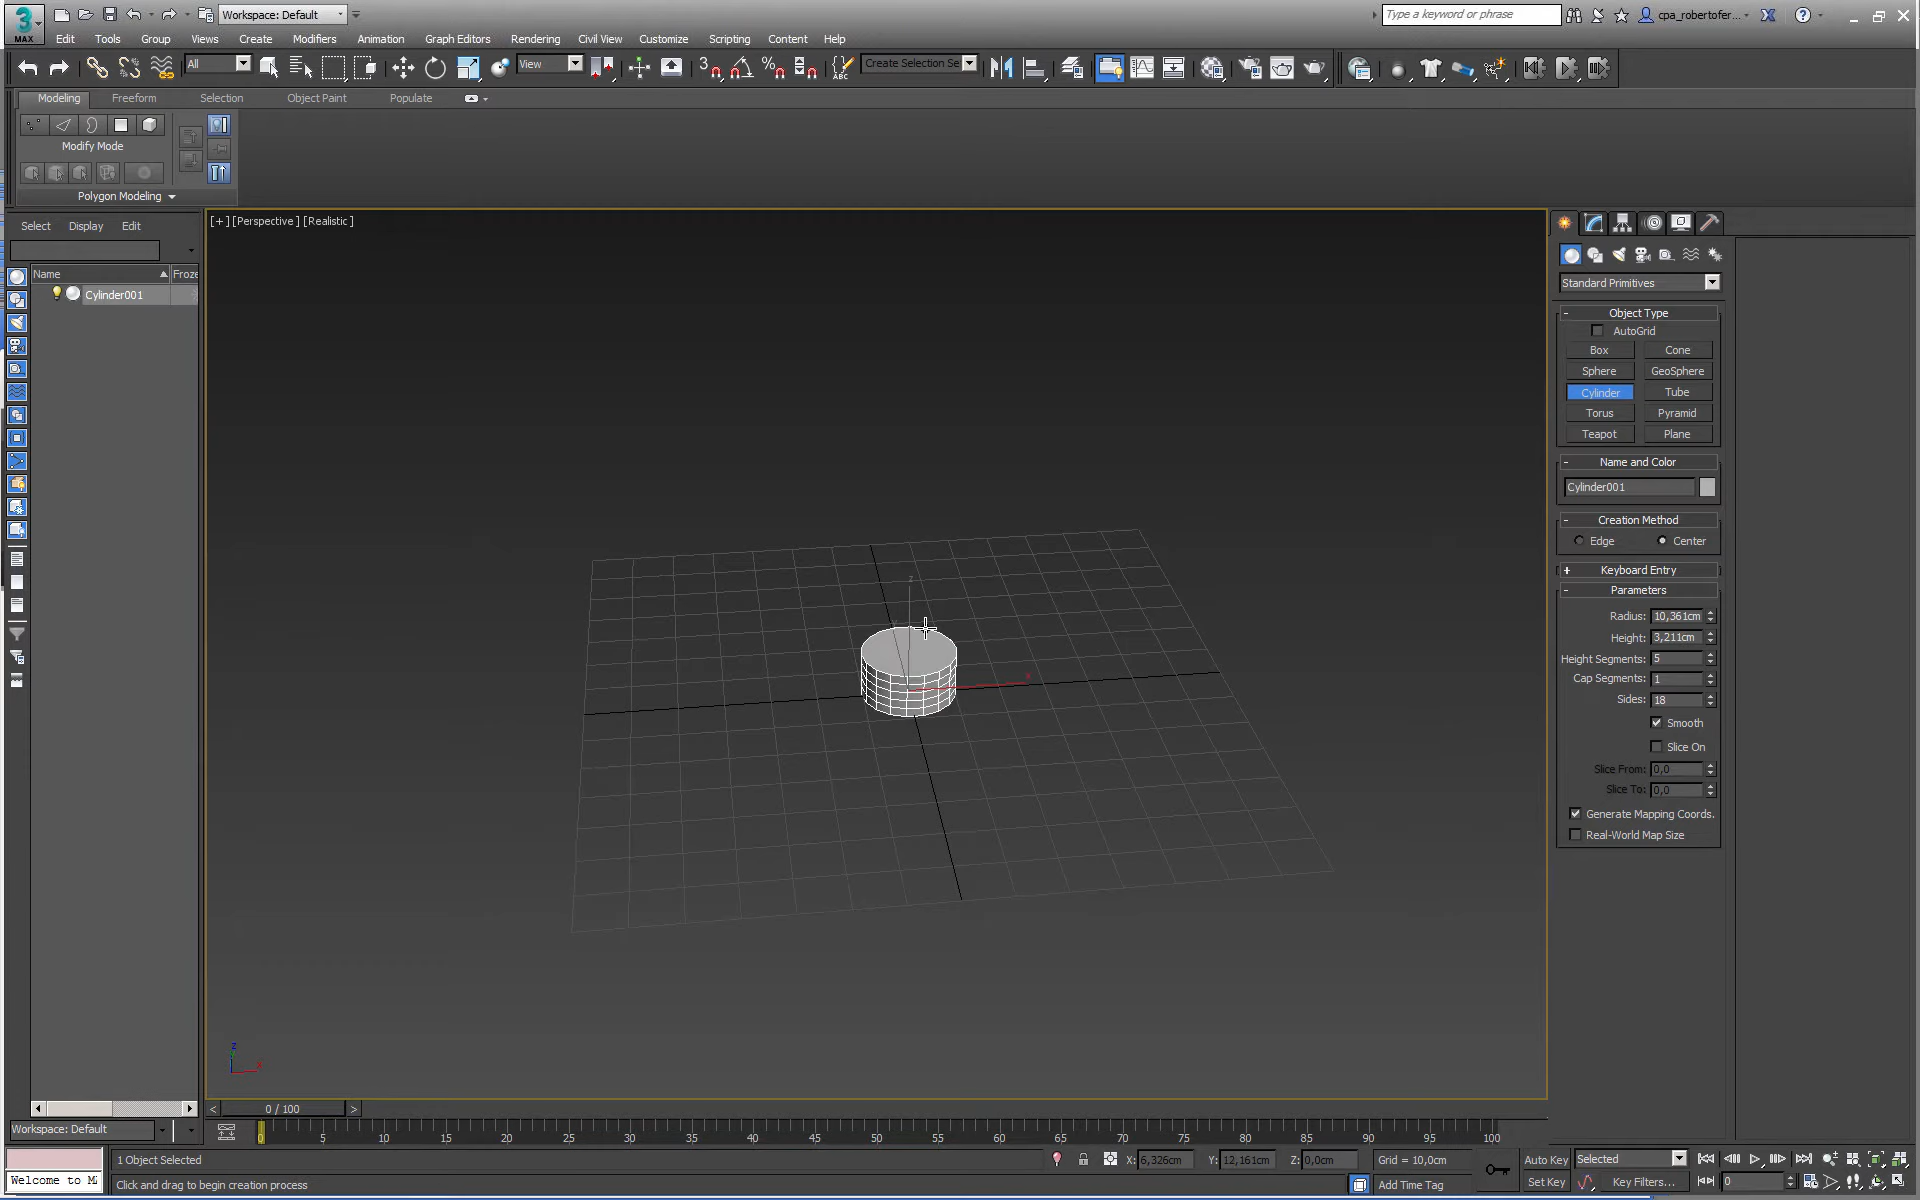 Workspace: Default
Type a keyword or phrase
cpa_robertofer...
MAX
Edit Tools Group Views Create Modifiers Animation Graph Editors Rendering Civil View Customize Scripting Content Help
All
View
3
%
ABC
Create Selection Se
Modeling Freeform Selection Object Paint Populate
Modify Mode
Polygon Modeling
Select Display Edit
[+] [Perspective] [Realistic]
Name Froze
Cylinder001
Standard Primitives
- Object Type
AutoGrid
Box Cone
Sphere GeoSphere
Cylinder Tube
Torus Pyramid
Teapot Plane
- Name and Color
Cylinder001
- Creation Method
Edge Center
+ Keyboard Entry
- Parameters
Radius: 10,361cm
Height: 3,211cm
Height Segments: 5
Cap Segments: 1
Sides: 18
Smooth
Slice On
Slice From: 0,0
Slice To: 0,0
Generate Mapping Coords.
Real-World Map Size
z
x
z
x
< 0 / 100 >
Workspace: Default
0 5 10 15 20 25 30 35 40 45 50 55 60 65 70 75 80 85 90 95 100
1 Object Selected
X: 6,326cm Y: 12,161cm Z: 0,0cm Grid = 10,0cm
Auto Key Selected
Welcome to MA
Click and drag to begin creation process
Add Time Tag
Set Key Key Filters... 0